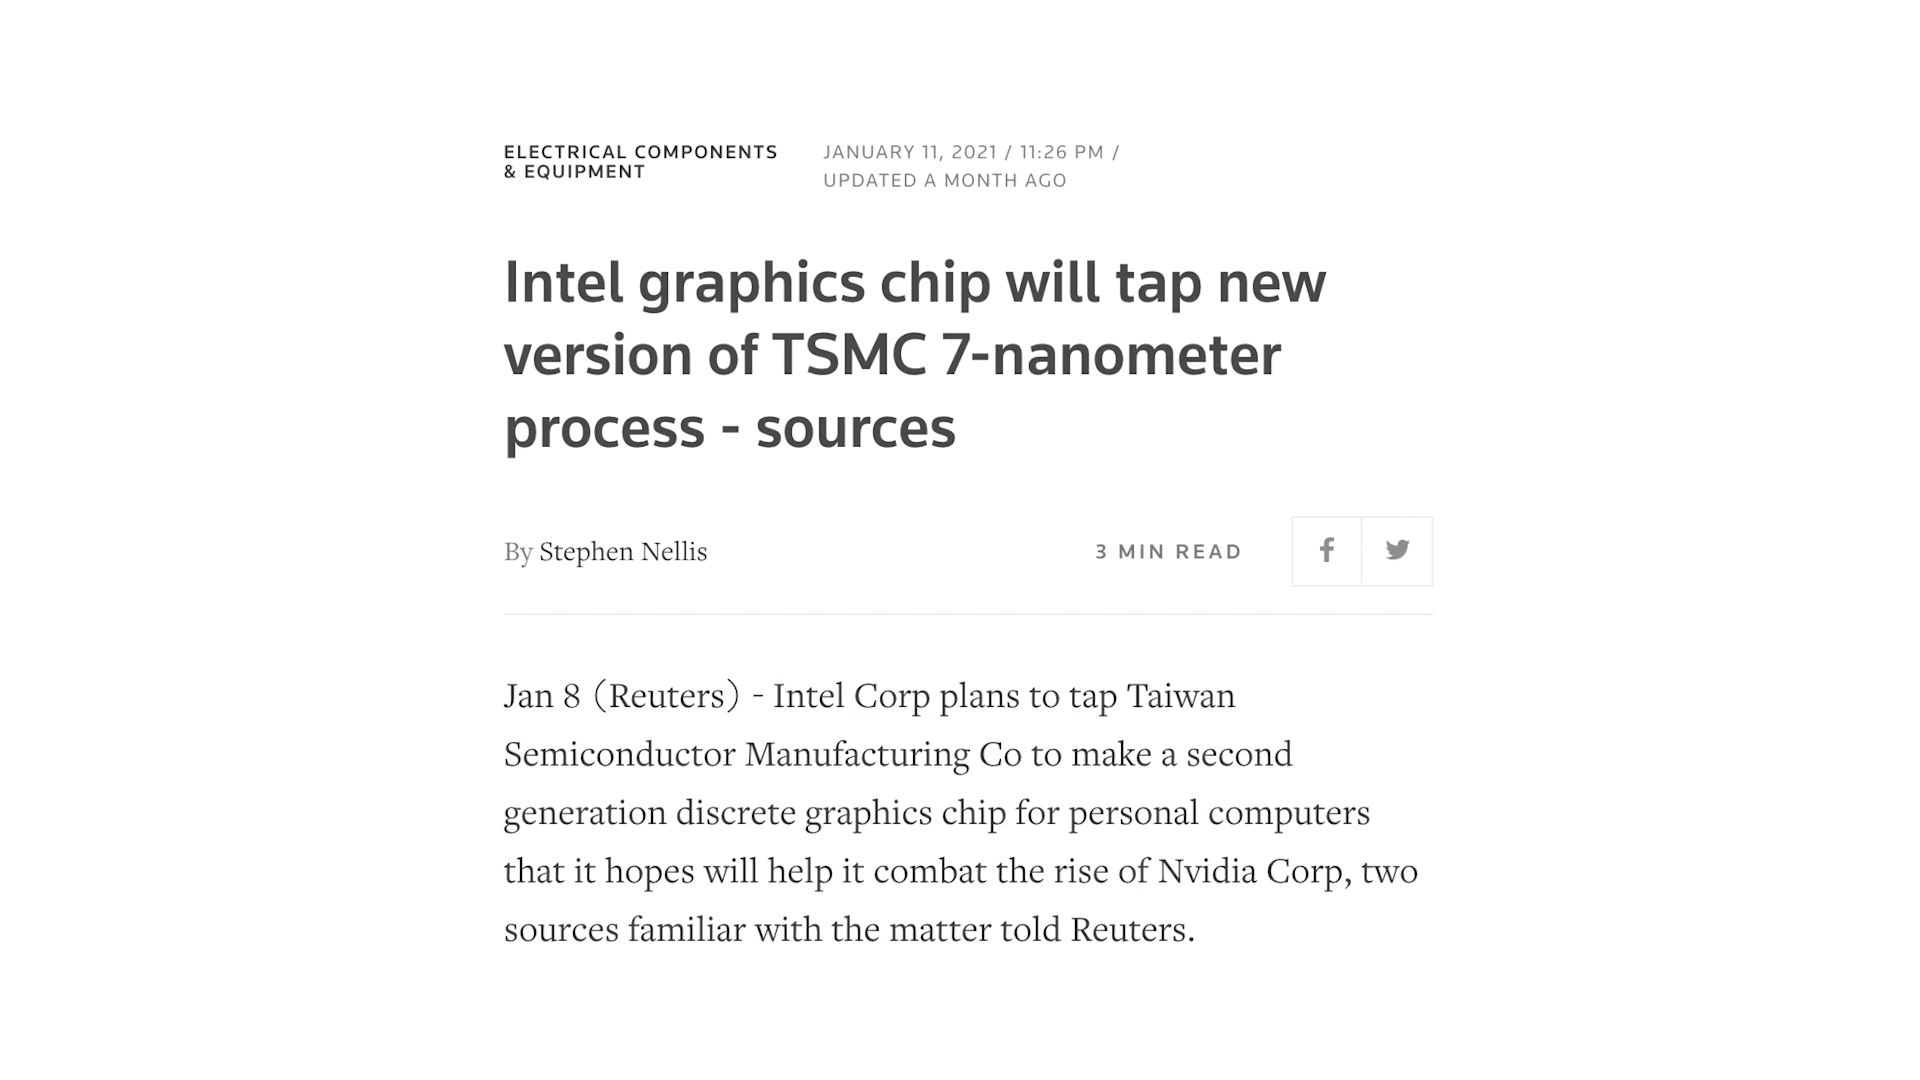 ELECTRICAL COMPONENTS
& EQUIPMENT
JANUARY 11, 2021 / 11:26 PM /
UPDATED A MONTH AGO
Intel graphics chip will tap new
version of TSMC 7-nanometer
process - sources
By Stephen Nellis
3 MIN READ
Jan 8 (Reuters) - Intel Corp plans to tap Taiwan
Semiconductor Manufacturing Co to make a second
generation discrete graphics chip for personal computers
that it hopes will help it combat the rise of Nvidia Corp, two
sources familiar with the matter told Reuters.